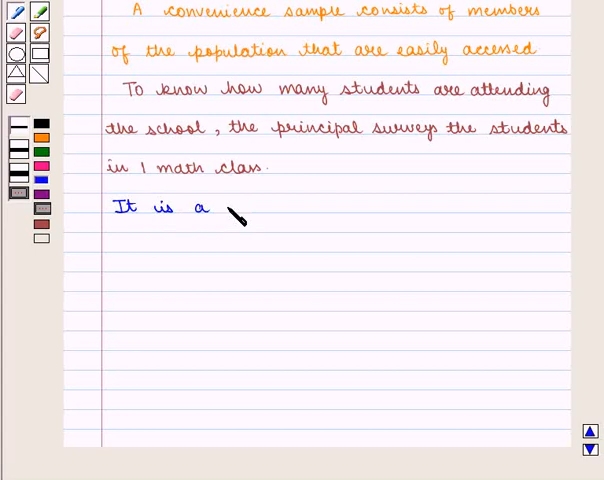 A convenience sample consists of members
of the population that are easily accessed
To know how many students are attending
the school, the principal surveys the students
in 1 math class.
It is a